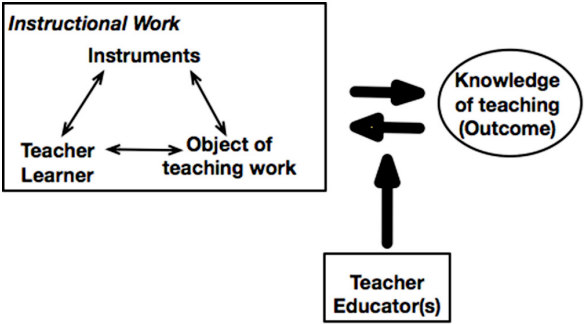 Instructional Work
Instruments
Teacher
Learner
Object of
teaching work
Knowledge
of teaching
(Outcome)
Teacher
Educator(s)